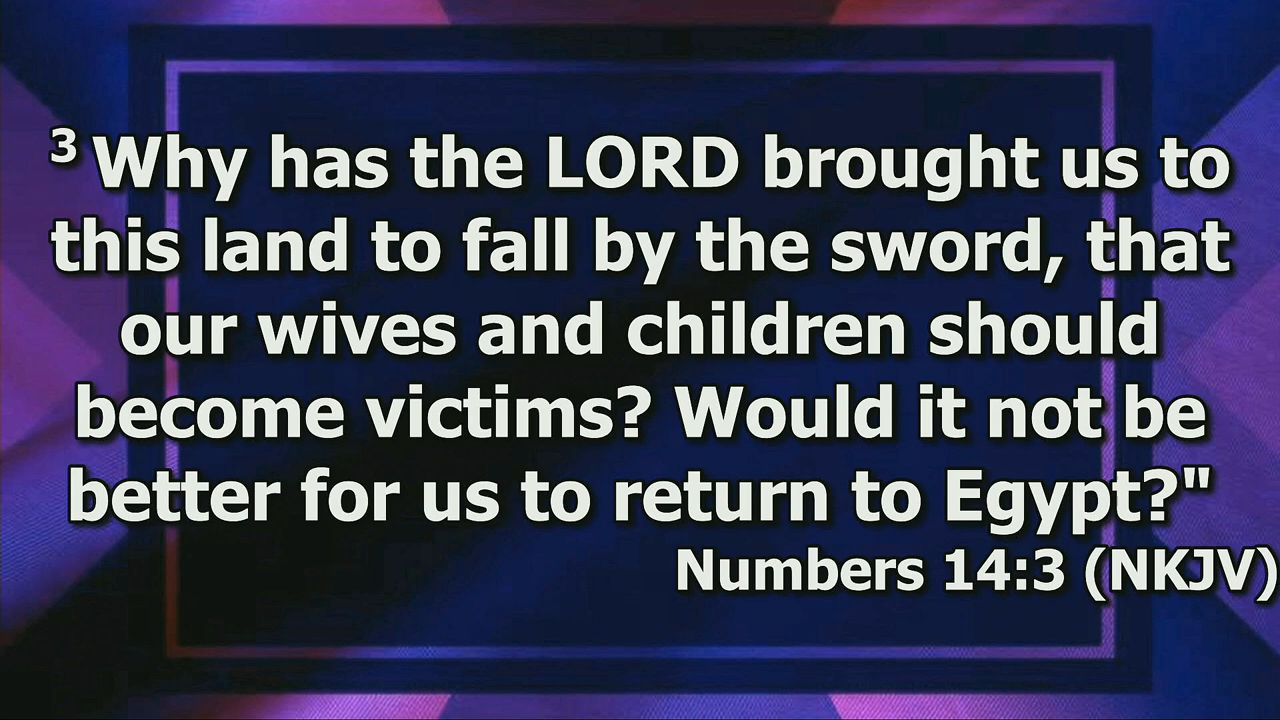 3 Why has the LORD brought us to
this land to fall by the sword, that
our wives and children should
become victims? Would it not be
better for us to return to Egypt?"
Numbers 14:3 (NKJV)